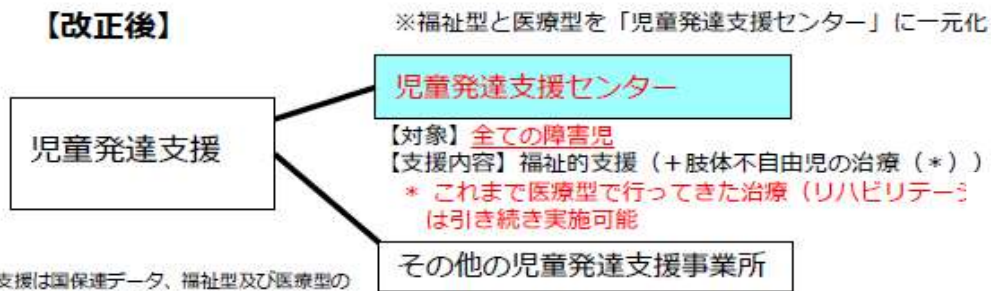 【改正後】
※福祉型と医療型を「児童発達支援センター」に一元化
児童発達支援センター
児童発達支援
【対象】全ての障害児
【支援内容】福祉的支援（+肢体不自由児の治療（*））
* これまで医療型で行ってきた治療（リハビリテー
は引き続き実施可能
その他の児童発達支援事業所
支援は国保連データ、福祉型及び医療型の